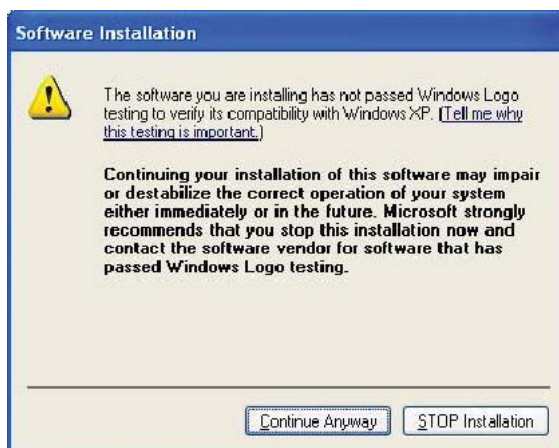 Software Installation
The software you are installing has not passed Windows Logo
testing to verify its compatibility with Windows XP. (Tell me why
this testing is important.)
Continuing your installation of this software may impair
or destabilize the correct operation of your system
either immediately or in the future. Microsoft strongly
recommends that you stop this installation now and
contact the software vendor for software that has
passed Windows Logo testing.
Continue Anyway
STOP Installation